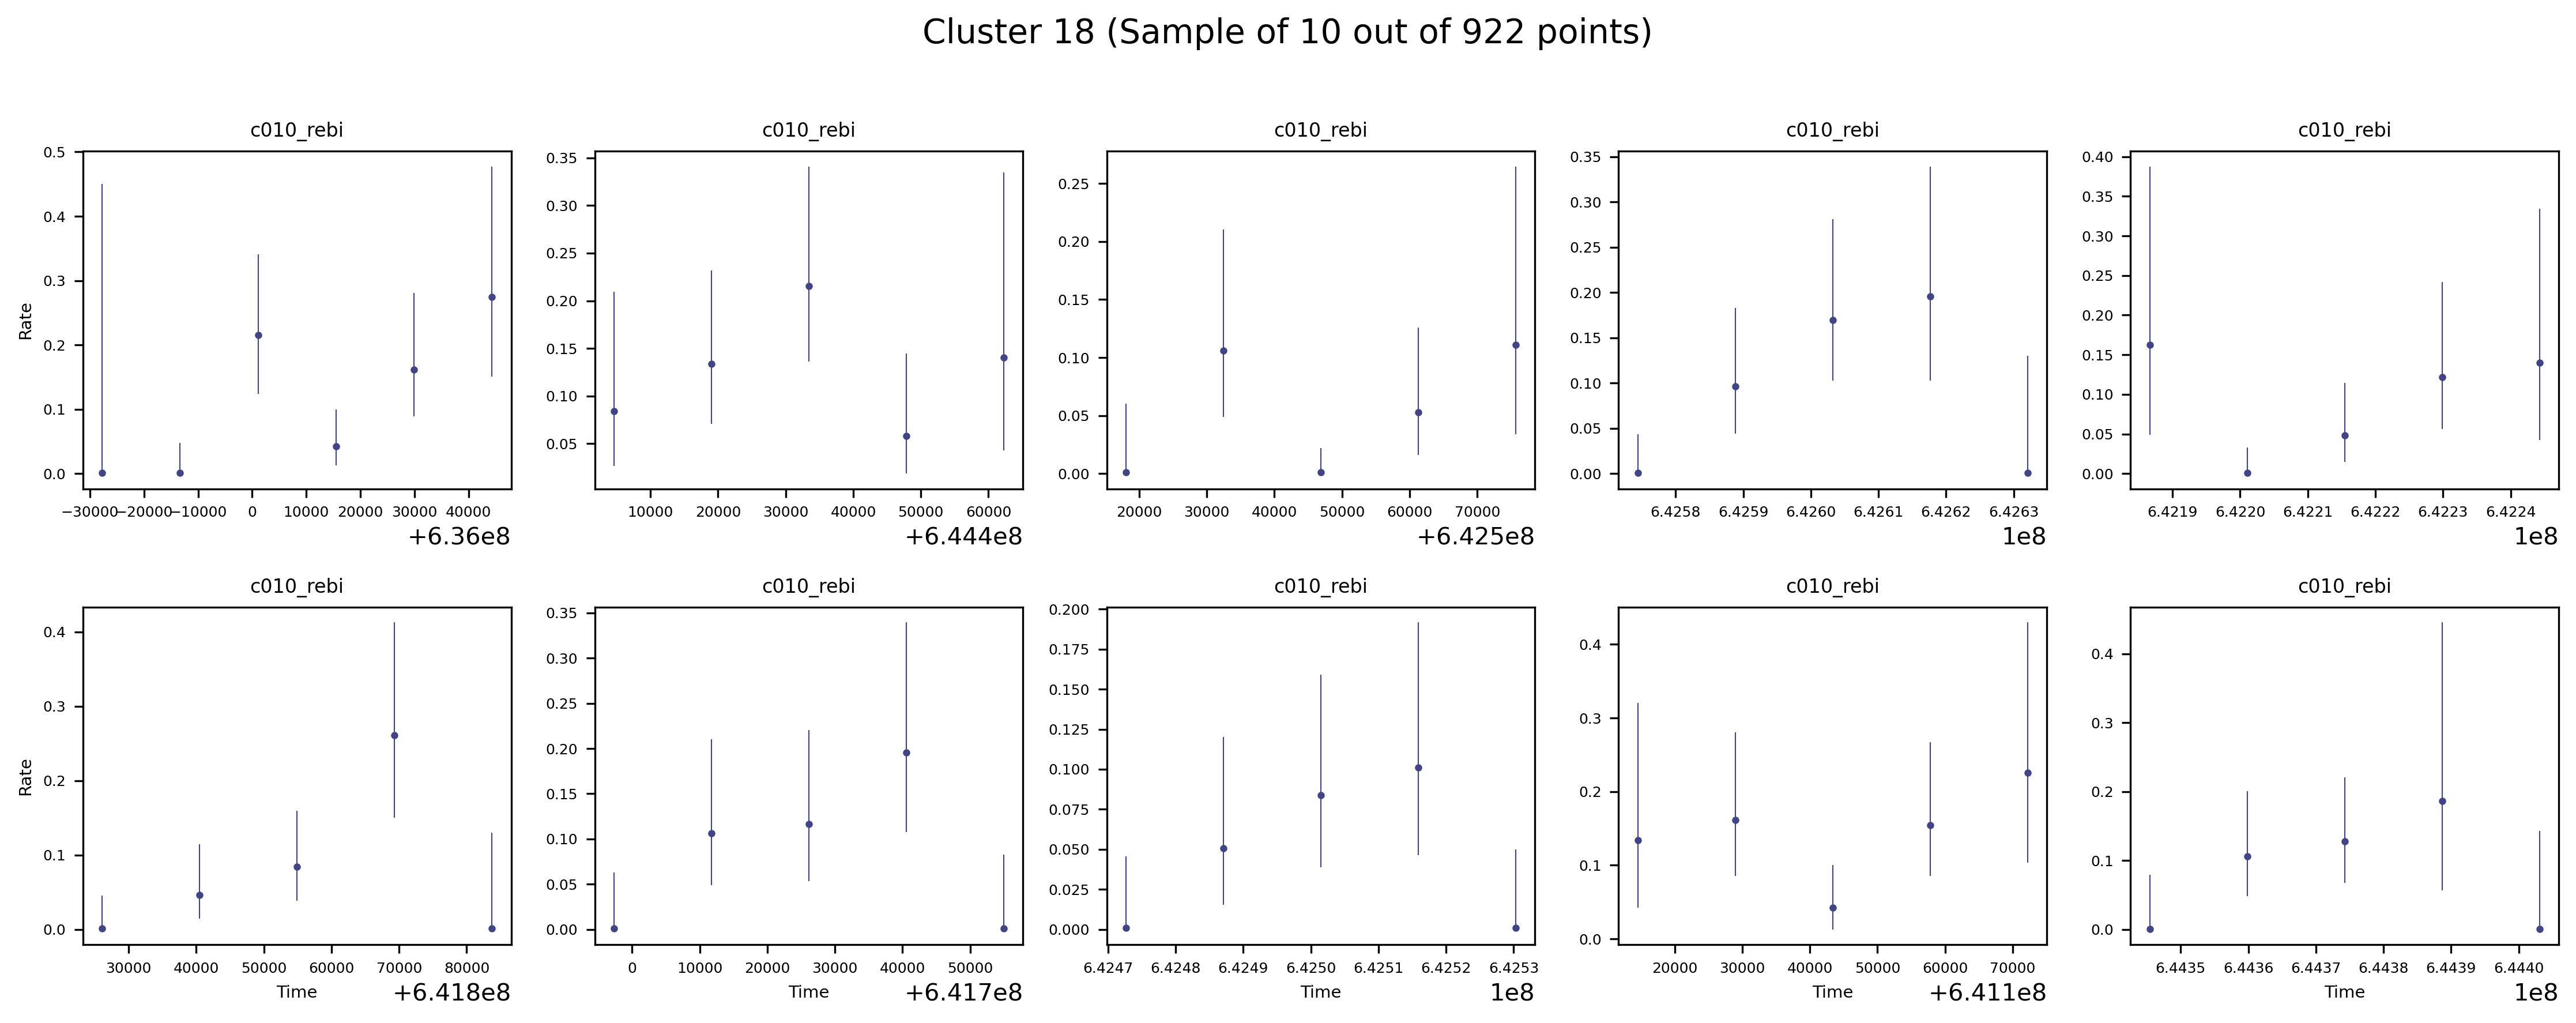 Cluster 18 (Sample of 10 out of 922 points)
c010_rebi c010_rebi c010_rebi c010_rebi c010_rebi
Rate
0.5 0.4 0.3 0.2 0.1 0.0
−30000 −20000 −10000 0 10000 20000 30000 40000
+6.36e8
0.35 0.30 0.25 0.20 0.15 0.10 0.05
10000 20000 30000 40000 50000 60000
+6.444e8
0.25 0.20 0.15 0.10 0.05 0.00
20000 30000 40000 50000 60000 70000
+6.425e8
0.35 0.30 0.25 0.20 0.15 0.10 0.05 0.00
6.4258 6.4259 6.4260 6.4261 6.4262 6.4263
1e8
0.40 0.35 0.30 0.25 0.20 0.15 0.10 0.05 0.00
6.4219 6.4220 6.4221 6.4222 6.4223 6.4224
1e8
c010_rebi c010_rebi c010_rebi c010_rebi c010_rebi
Rate
0.4 0.3 0.2 0.1 0.0
30000 40000 50000 60000 70000 80000
Time +6.418e8
0.35 0.30 0.25 0.20 0.15 0.10 0.05 0.00
0 10000 20000 30000 40000 50000
Time +6.417e8
0.200 0.175 0.150 0.125 0.100 0.075 0.050 0.025 0.000
6.4247 6.4248 6.4249 6.4250 6.4251 6.4252 6.4253
Time 1e8
0.4 0.3 0.2 0.1 0.0
20000 30000 40000 50000 60000 70000
Time +6.411e8
0.4 0.3 0.2 0.1 0.0
6.4435 6.4436 6.4437 6.4438 6.4439 6.4440
Time 1e8